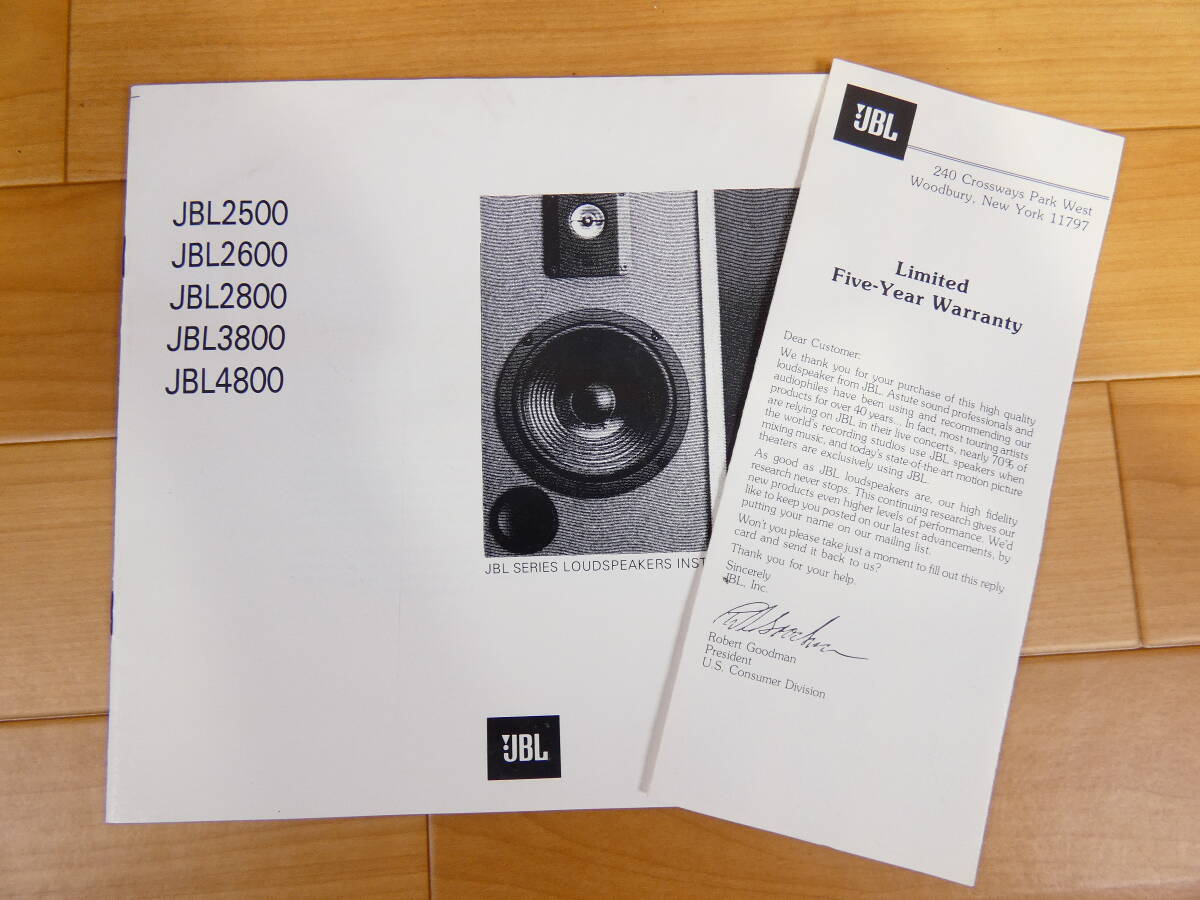 JBL2500
JBL2600
JBL2800
JBL3800
JBL4800
JBL SERIES LOUDSPEAKERS INST
JBL
JBL
240 Crossways Park West
Woodbury, New York 11797
Limited
Five-Year Warranty
Dear Customer:
We thank you for your purchase of this high quality
loudspeaker from JBL. Astute sound professionals and
audiophiles have been using and recommending our
products for over 40 years... In fact, most touring artists
are relying on JBL in their live concerts, nearly 70% of
the world's recording studios use JBL speakers when
mixing music, and today's state-of-the-art motion picture
theaters are exclusively using JBL.
As good as JBL loudspeakers are, our high fidelity
research never stops. This continuing research gives our
new products even higher levels of performance. We'd
like to keep you posted on our latest advancements, by
putting your name on our mailing list.
Won't you please take just a moment to fill out this reply
card and send it back to us?
Thank you for your help.
Sincerely
JBL, Inc.
Robert Goodman
President
U.S. Consumer Division